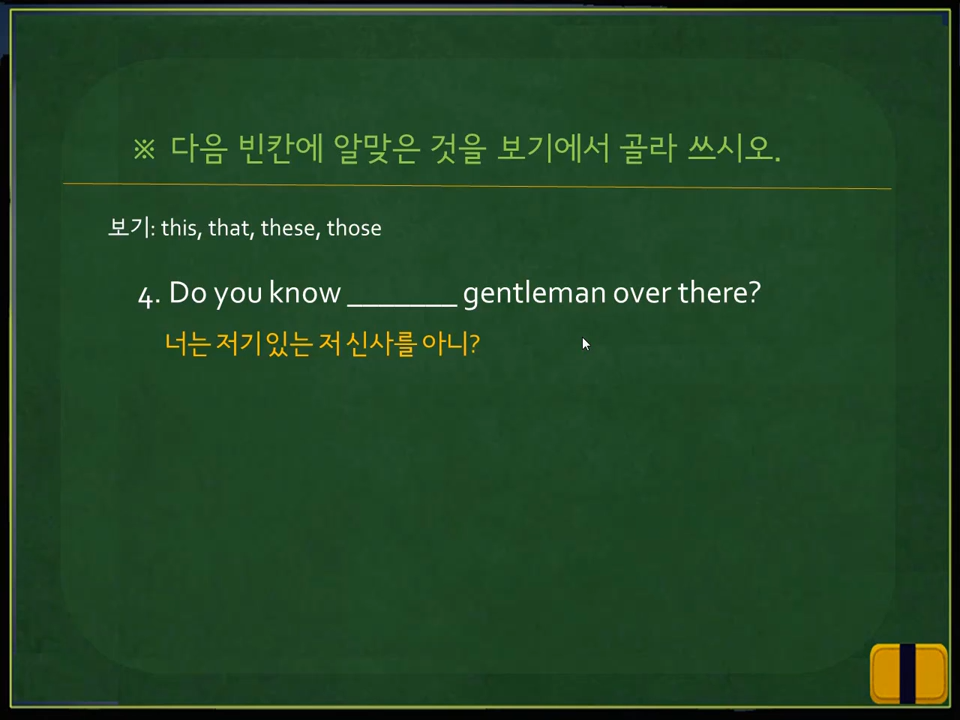 ※ 다음 빈칸에 알맞은 것을 보기에서 골라 쓰시오.
보기: this, that, these, those
4. Do you know ________ gentleman over there?
너는 저기 있는 저 신사를 아니?